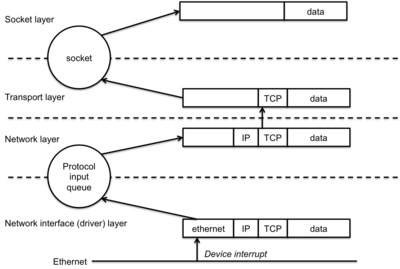 Socket layer
data
socket
Transport layer
TCP data
Network layer
IP TCP data
Protocol
input
queue
Network interface (driver) layer
ethernet IP TCP data
Device interrupt
Ethernet